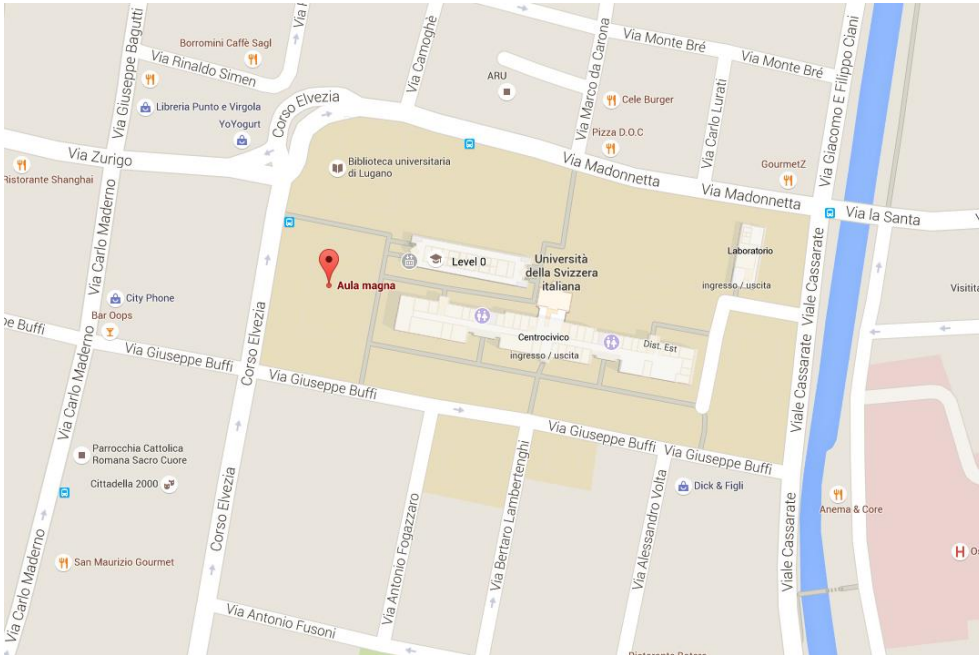 Borromini Caffè Sagl
Via Rinaldo Simen
Via Giuseppe Bagutti
Libreria Punto e Virgola
YoYogurt
Corso Elvezia
Via Camoghè
ARU
Via Marco da Carona
Via Monte Bré
Via Monte Bré
Cele Burger
Pizza D.O.C
Via Carlo Lurati
GourmetZ
Via Giacomo E Filippo Ciani
Via Zurigo
Ristorante Shanghai
Via Carlo Maderno
Biblioteca universitaria
di Lugano
Via Madonnetta
Via Madonnetta
Via la Santa
Level 0
Università
della Svizzera
italiana
Laboratorio
ingresso / uscita
Viale Cassarate
Aula magna
City Phone
Bar Oops
Corso Elvezia
Centrocivico
ingresso / uscita
Dist. Est
Viale Cassarate
Via Giuseppe Buffi
Via Giuseppe Buffi
Via Giuseppe Buffi
Via Giuseppe Buffi
Via Carlo Maderno
Parrocchia Cattolica
Romana Sacro Cuore
Cittadella 2000
Corso Elvezia
Via Antonio Fogazzaro
Via Bertaro Lambertenghi
Via Alessandro Volta
Dick & Figli
Anema & Core
H
Viale Cassarate
San Maurizio Gourmet
Via Carlo Maderno
Via Antonio Fusoni